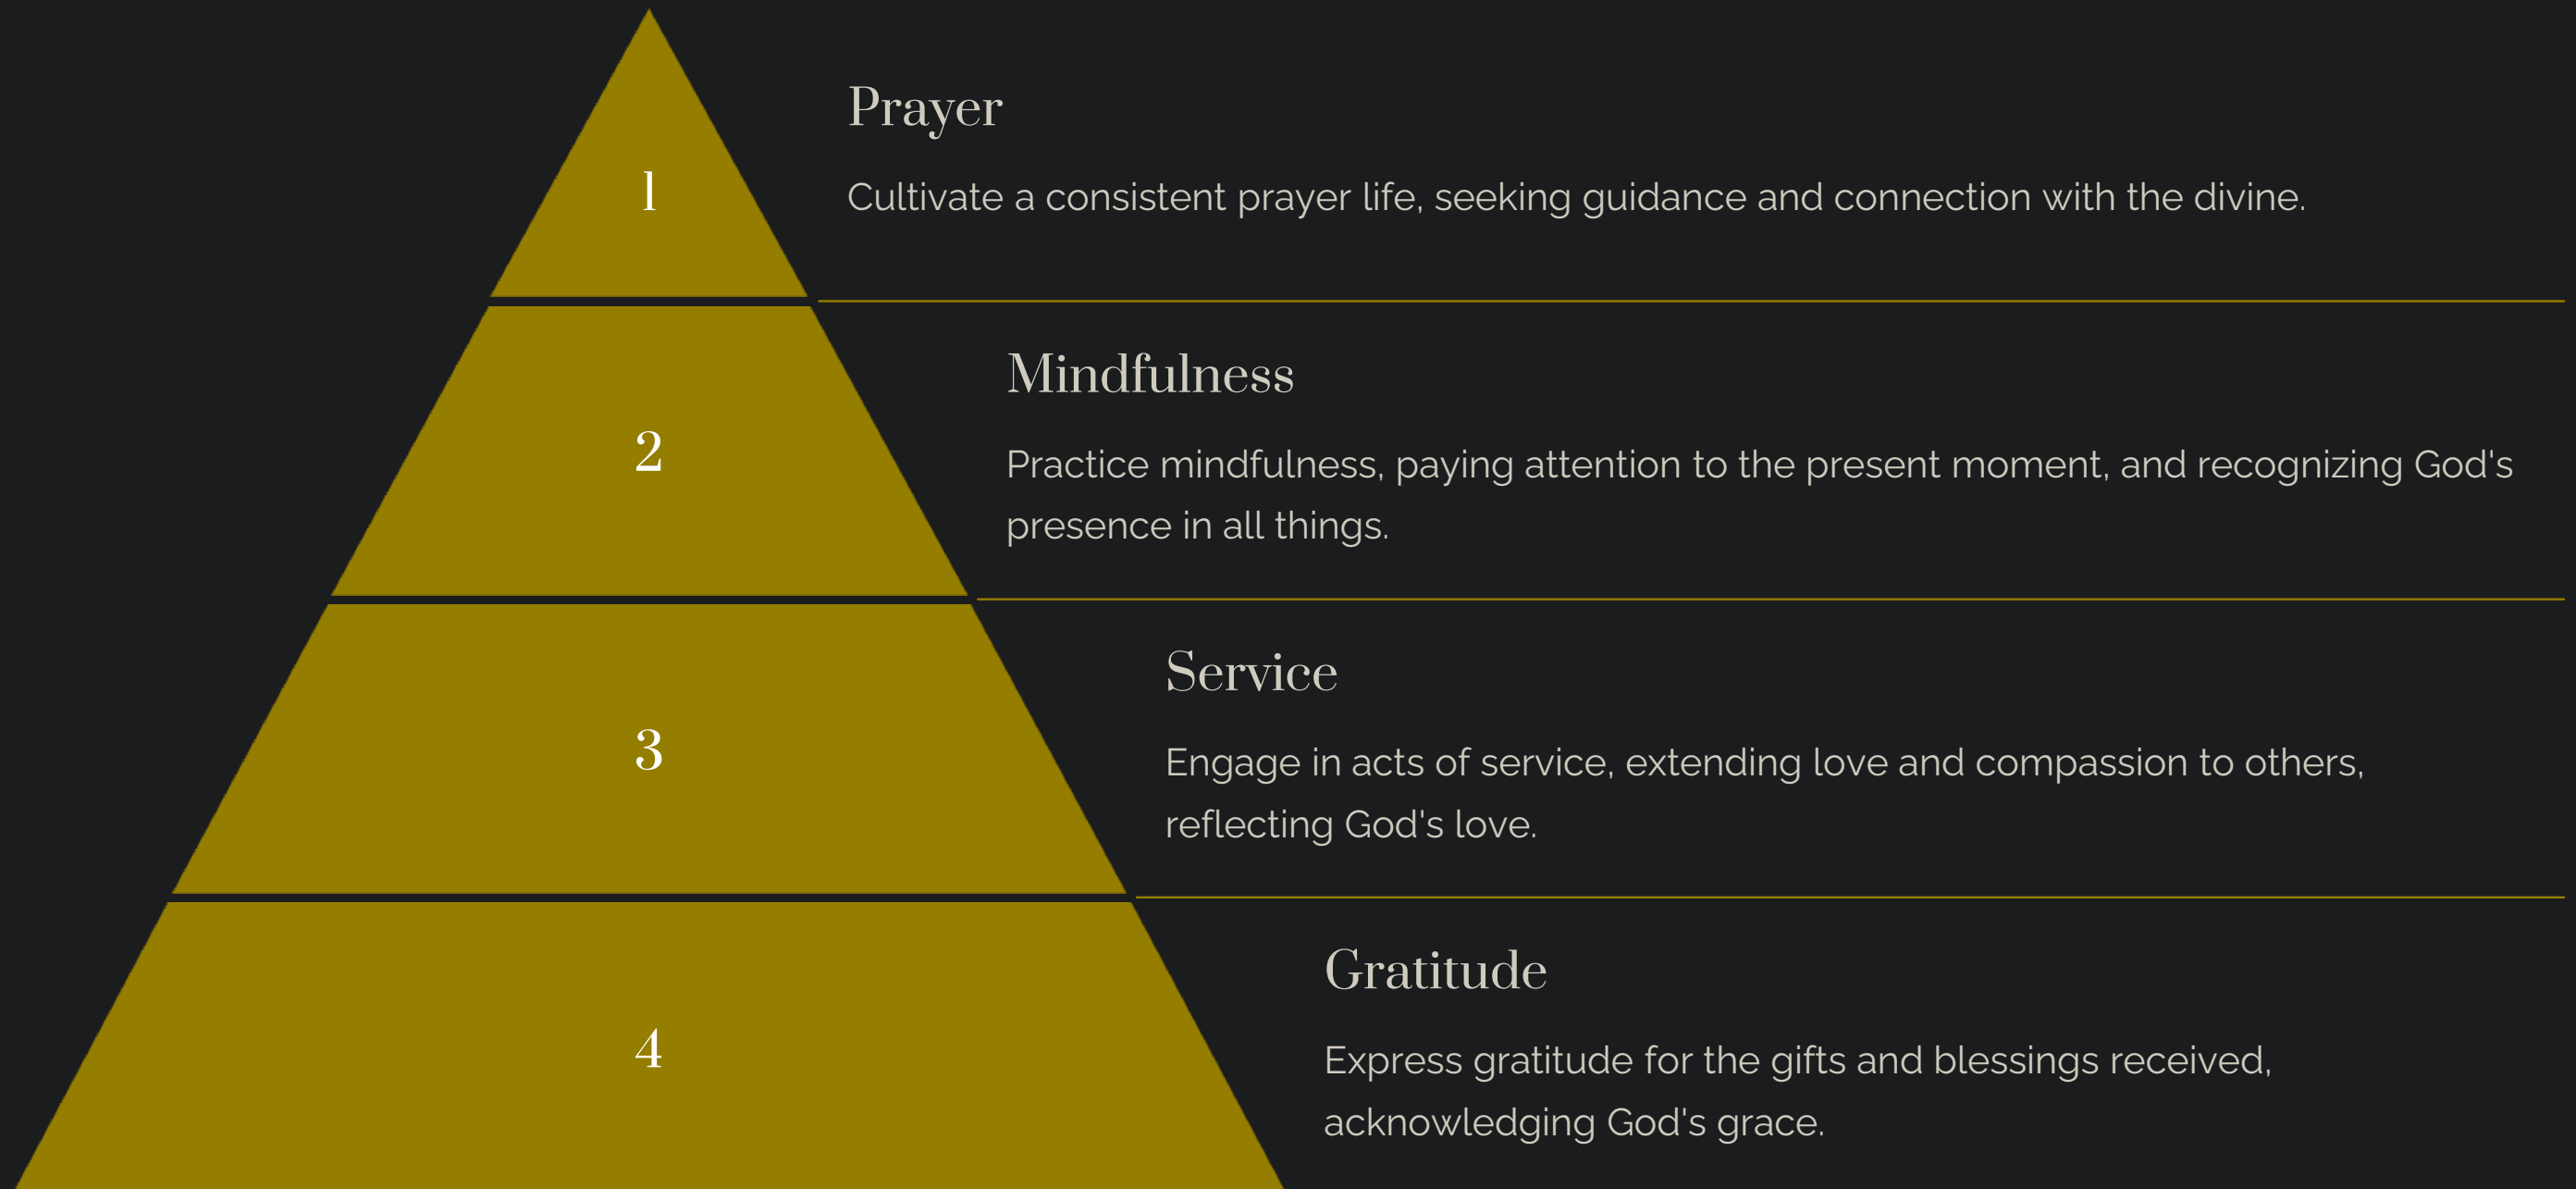 Prayer
1
Cultivate a consistent prayer life, seeking guidance and connection with the divine.
Mindfulness
2
Practice mindfulness, paying attention to the present moment, and recognizing God's
presence in all things.
Service
3
Engage in acts of service, extending love and compassion to others,
reflecting God's love.
Gratitude
4
Express gratitude for the gifts and blessings received,
acknowledging God's grace.